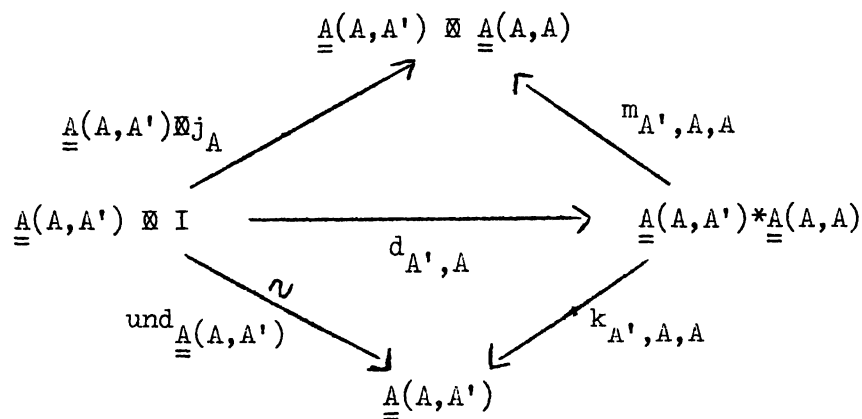 A(A,A') ⊠ A(A,A)
A(A,A')⊠j_A
m_A',A,A
A(A,A') ⊠ I
A(A,A')*A(A,A)
d_A',A
~
und_A(A,A')
k_A',A,A
A(A,A')